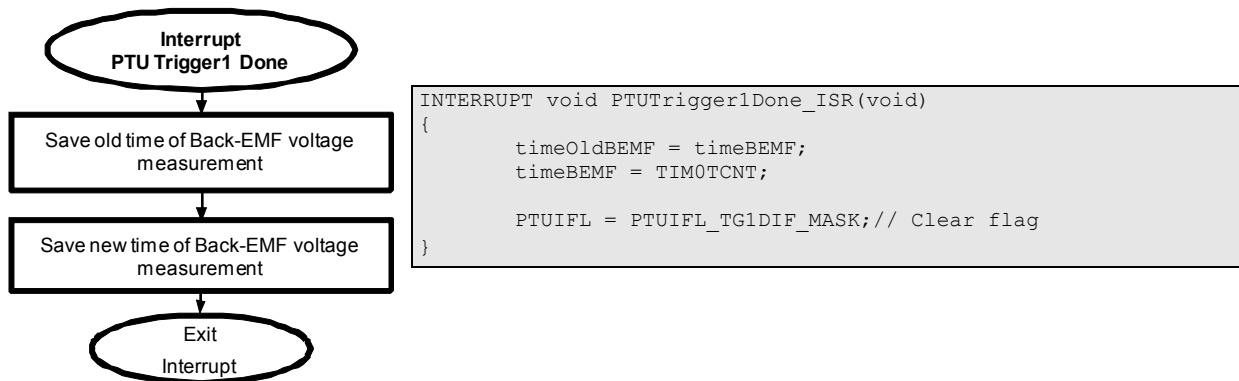 Interrupt
PTU Trigger1 Done
Save old time of Back-EMF voltage
measurement
Save new time of Back-EMF voltage
measurement
Exit
Interrupt
INTERRUPT void PTUTrigger1Done_ISR(void)
{
timeOldBEMF = timeBEMF;
timeBEMF = TIM0TCNT;
PTUIFL = PTUIFL_TG1DIF_MASK;// Clear flag
}